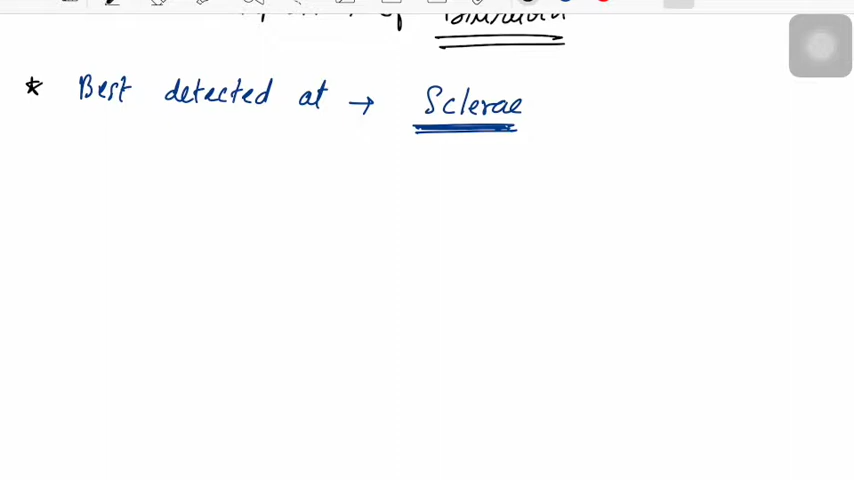 * Best detected at → Sclerae